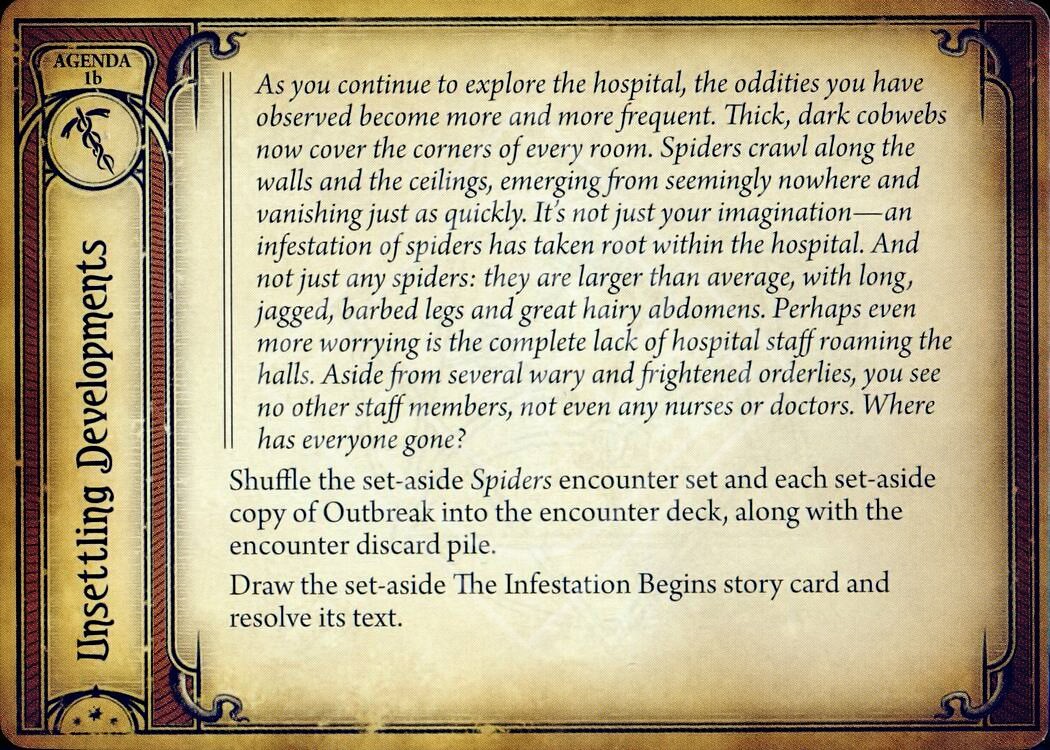 AGENDA
1b
Unsettling Developments
As you continue to explore the hospital, the oddities you have
observed become more and more frequent. Thick, dark cobwebs
now cover the corners of every room. Spiders crawl along the
walls and the ceilings, emerging from seemingly nowhere and
vanishing just as quickly. It's not just your imagination—an
infestation of spiders has taken root within the hospital. And
not just any spiders: they are larger than average, with long,
jagged, barbed legs and great hairy abdomens. Perhaps even
more worrying is the complete lack of hospital staff roaming the
halls. Aside from several wary and frightened orderlies, you see
no other staff members, not even any nurses or doctors. Where
has everyone gone?
Shuffle the set-aside Spiders encounter set and each set-aside
copy of Outbreak into the encounter deck, along with the
encounter discard pile.
Draw the set-aside The Infestation Begins story card and
resolve its text.